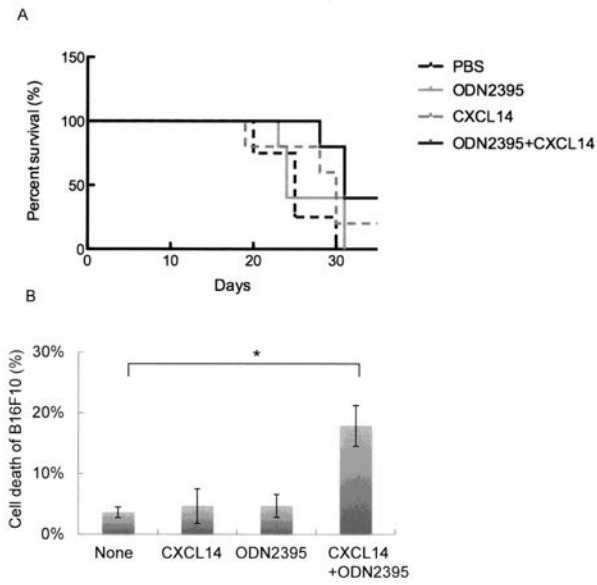 A
150
100
50
0
Percent survival (%)
0
10
20
30
Days
PBS
ODN2395
CXCL14
ODN2395+CXCL14
B
30%
20%
10%
0%
Cell death of B16F10 (%)
*
None
CXCL14
ODN2395
CXCL14
+ODN2395